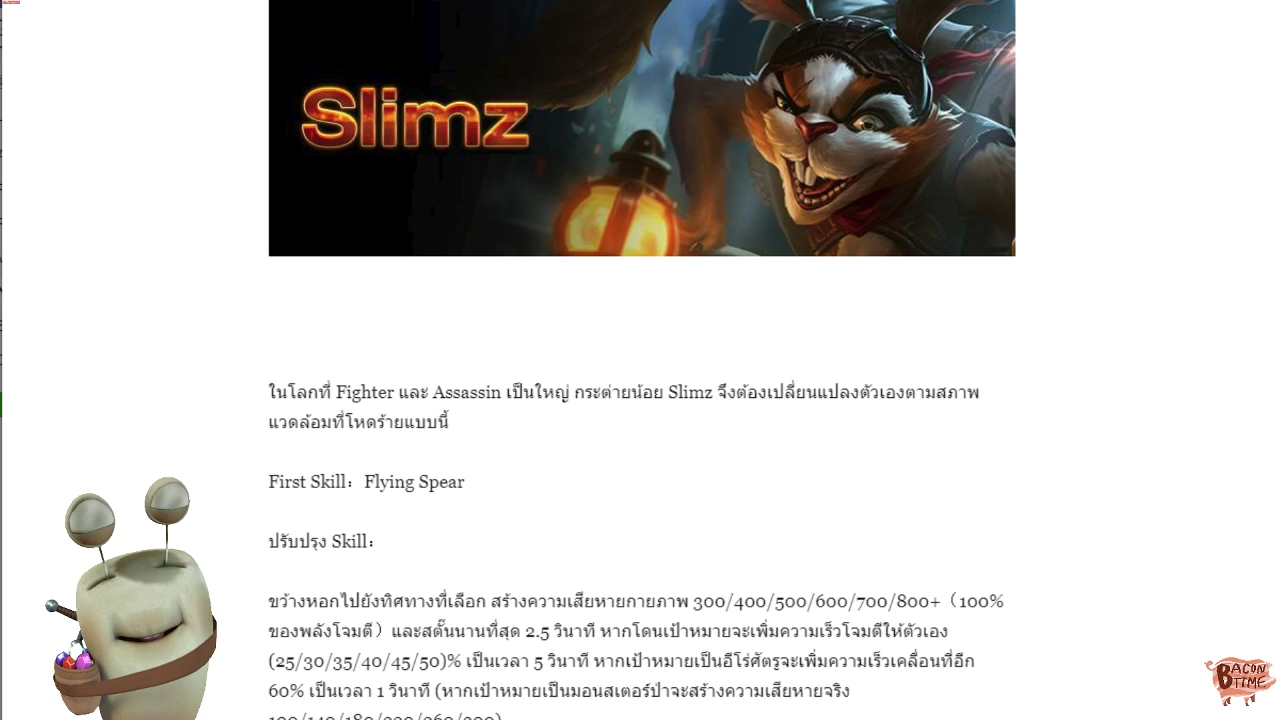 Slimz
ในโลกที่ Fighter และ Assassin เป็นใหญ่ กระต่ายน้อย Slimz จึงต้องเปลี่ยนแปลงตัวเองตามสภาพ
แวดล้อมที่โหดร้ายแบบนี้
First Skill：Flying Spear
ปรับปรุง Skill：
ขว้างหอกไปยังทิศทางที่เลือก สร้างความเสียหายกายภาพ 300/400/500/600/700/800+（100%
ของพลังโจมตี）และสตั๊นนานที่สุด 2.5 วินาที หากโดนเป้าหมายจะเพิ่มความเร็วโจมตีให้ตัวเอง
(25/30/35/40/45/50)% เป็นเวลา 5 วินาที หากเป้าหมายเป็นฮีโร่ศัตรูจะเพิ่มความเร็วเคลื่อนที่อีก
60% เป็นเวลา 1 วินาที (หากเป้าหมายเป็นมอนสเตอร์ป่าจะสร้างความเสียหายจริง
BACON
TIME